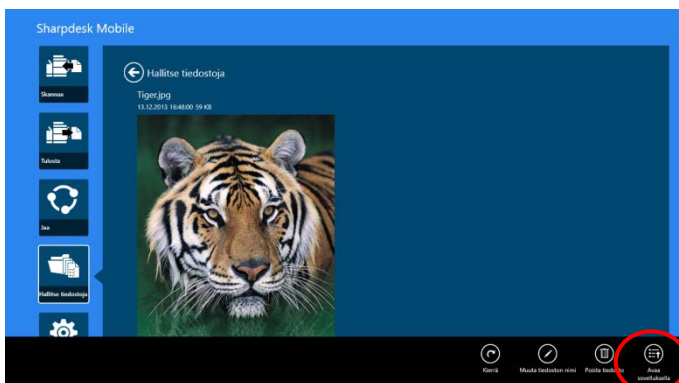 Sharpdesk Mobile
Skannaa
Tulosta
Jaa
Hallitse tiedostoja
Hallitse tiedostoja
Tiger.jpg
13.12.2013 16:48:00 59 KB
Kierrä
Muuta tiedoston nimi
Poista tiedosto
Avaa
sovelluksella